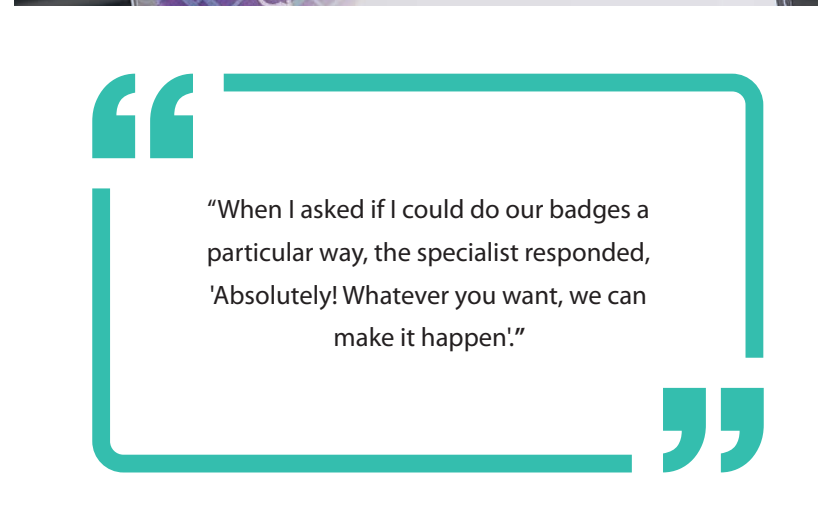 “When I asked if I could do our badges a
particular way, the specialist responded,
'Absolutely! Whatever you want, we can
make it happen'.”